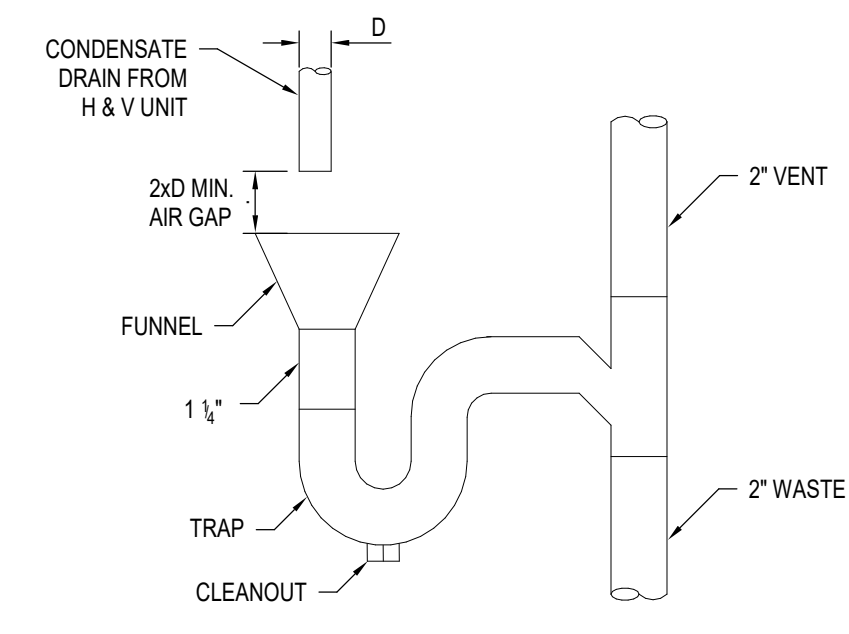 D
CONDENSATE
DRAIN FROM
H & V UNIT
2xD MIN.
AIR GAP
2" VENT
FUNNEL
1 ¼"
2" WASTE
TRAP
CLEANOUT